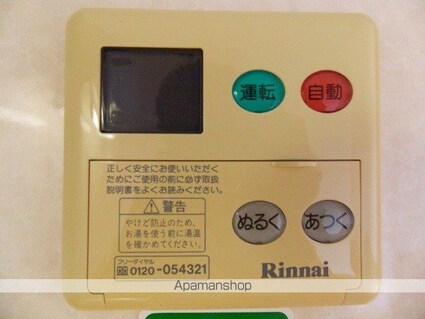 運転
自動
正しく安全にお使いいただく
ためにご使用の前に必ず取扱
説明書をよくお読みください。
警告
やけど防止のため、
お湯を使う前に湯温
を確かめてください。
ぬるく
あつく
フリーダイヤル
0120-054321
Rinnai
Apamanshop